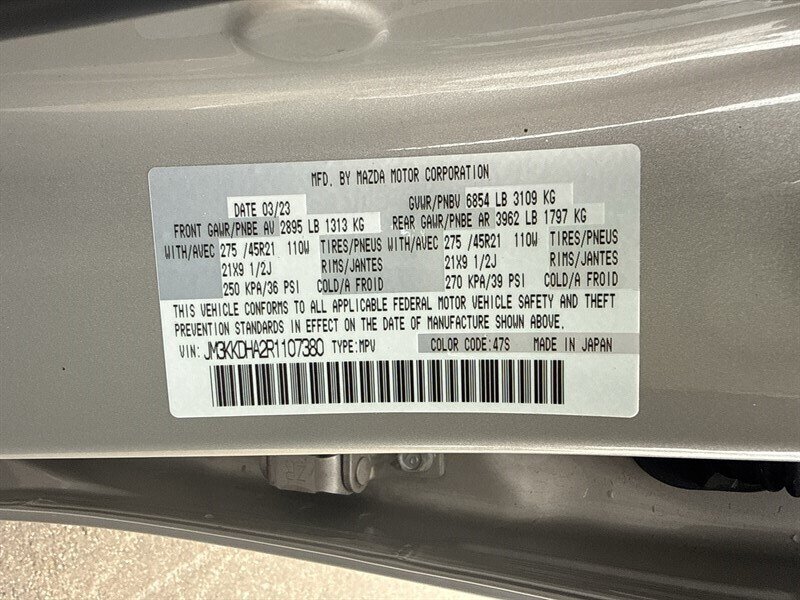 MFD. BY MAZDA MOTOR CORPORATION
DATE 03/23 GVWR/PNBV 6854 LB 3109 KG
FRONT GAWR/PNBE AV 2895 LB 1313 KG REAR GAWR/PNBE AR 3962 LB 1797 KG
WITH/AVEC 275 /45R21 110W TIRES/PNEUS WITH/AVEC 275 /45R21 110W TIRES/PNEUS
21X9 1/2J RIMS/JANTES 21X9 1/2J RIMS/JANTES
250 KPA/36 PSI COLD/A FROID 270 KPA/39 PSI COLD/A FROID
THIS VEHICLE CONFORMS TO ALL APPLICABLE FEDERAL MOTOR VEHICLE SAFETY AND THEFT
PREVENTION STANDARDS IN EFFECT ON THE DATE OF MANUFACTURE SHOWN ABOVE.
VIN: JM3KKDHA2R1107380 TYPE:MPV COLOR CODE:47S MADE IN JAPAN